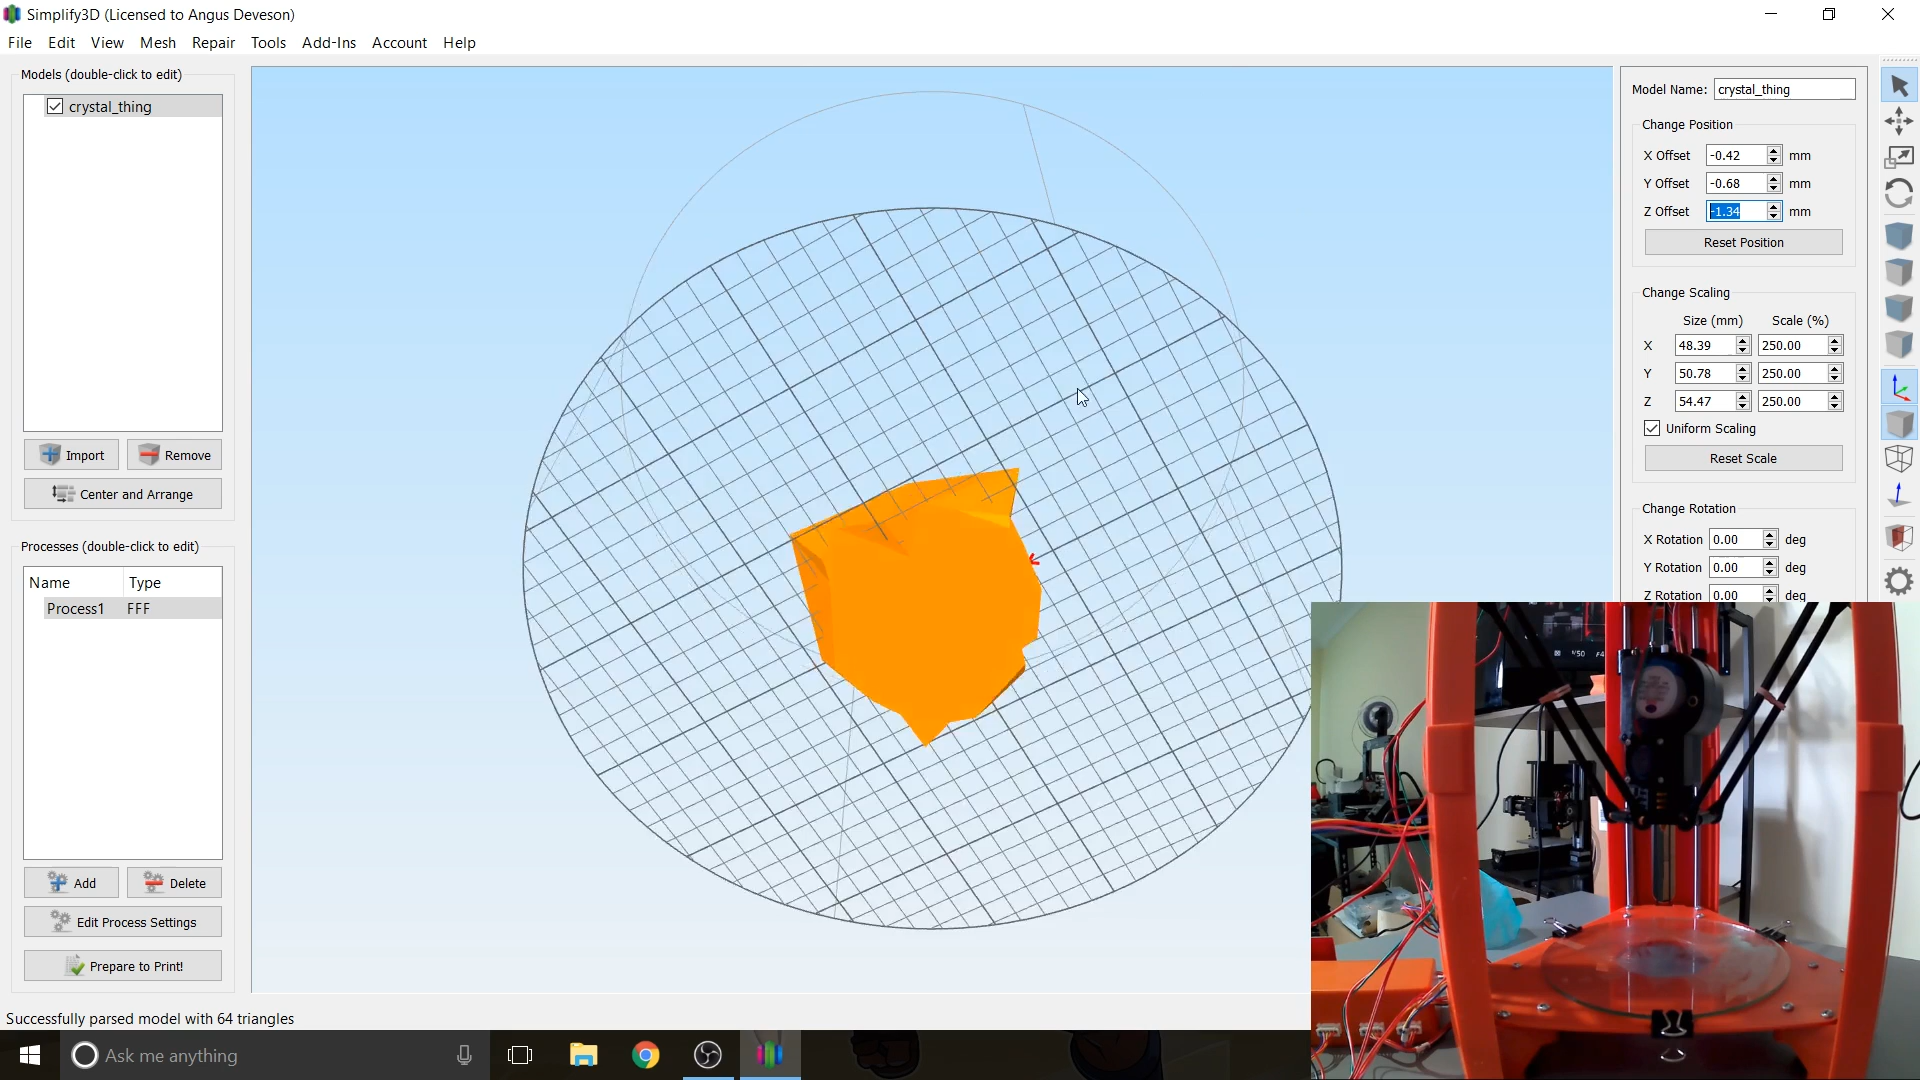 Simplify3D (Licensed to Angus Deveson)
File Edit View Mesh Repair Tools Add-Ins Account Help
Models (double-click to edit)
crystal_thing
Import Remove
Center and Arrange
Processes (double-click to edit)
Name Type
Process1 FFF
Add Delete
Edit Process Settings
Prepare to Print!
Successfully parsed model with 64 triangles
Ask me anything
Model Name: crystal_thing
Change Position
X Offset -0.42 mm
Y Offset -0.68 mm
Z Offset -1.34 mm
Reset Position
Change Scaling
Size (mm) Scale (%)
X 48.39 250.00
Y 50.78 250.00
Z 54.47 250.00
Uniform Scaling
Reset Scale
Change Rotation
X Rotation 0.00 deg
Y Rotation 0.00 deg
Z Rotation 0.00 deg